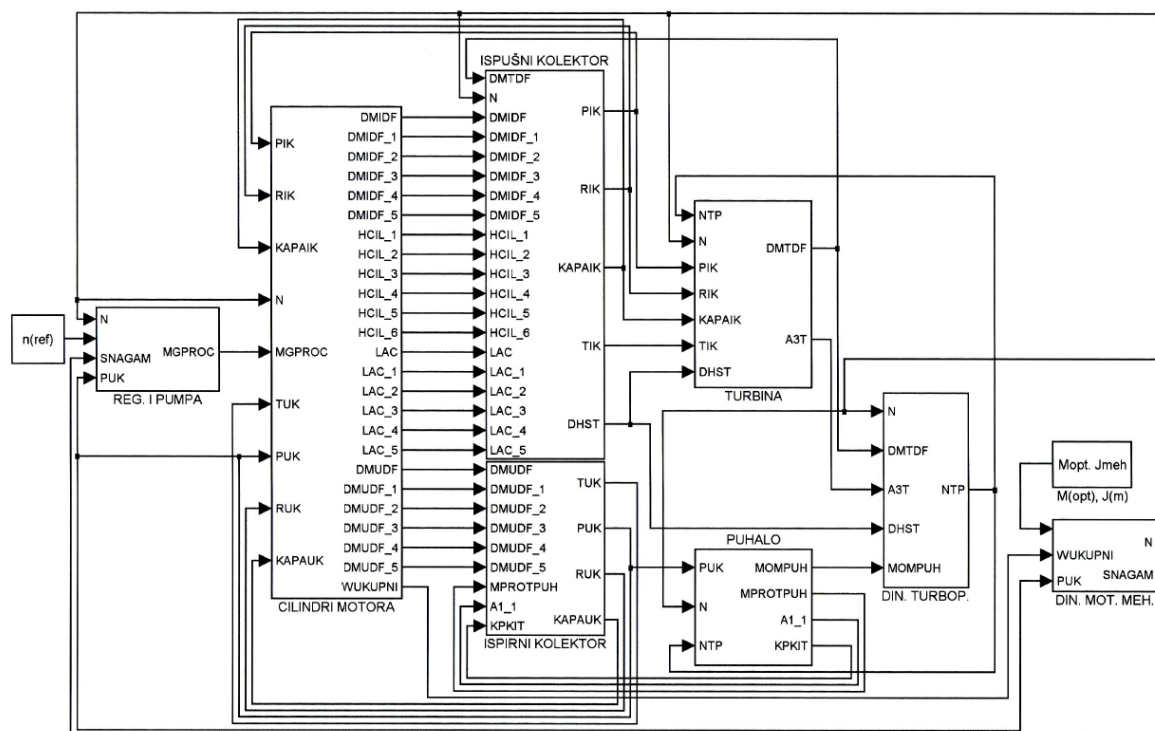 n(ref)
N
SNAGAM
PUK
MGPROC
REG. I PUMPA
PIK
RIK
KAPAIK
N
MGPROC
TUK
PUK
RUK
KAPAUK
DMIDF
DMIDF_1
DMIDF_2
DMIDF_3
DMIDF_4
DMIDF_5
HCIL_1
HCIL_2
HCIL_3
HCIL_4
HCIL_5
HCIL_6
LAC
LAC_1
LAC_2
LAC_3
LAC_4
LAC_5
DMUDF
DMUDF_1
DMUDF_2
DMUDF_3
DMUDF_4
DMUDF_5
WUKUPNI
CILINDRI MOTORA
ISPUŠNI KOLEKTOR
DMTDF
N
DMIDF
DMIDF_1
DMIDF_2
DMIDF_3
DMIDF_4
DMIDF_5
HCIL_1
HCIL_2
HCIL_3
HCIL_4
HCIL_5
HCIL_6
LAC
LAC_1
LAC_2
LAC_3
LAC_4
LAC_5
PIK
RIK
KAPAIK
TIK
DHST
DMUDF
DMUDF_1
DMUDF_2
DMUDF_3
DMUDF_4
DMUDF_5
MPROTPUH
A1_1
KPKIT
TUK
PUK
RUK
KAPAUK
ISPIRNI KOLEKTOR
NTP
N
PIK
RIK
KAPAIK
TIK
DHST
DMTDF
A3T
TURBINA
PUHALO
PUK
N
NTP
MOMPUH
MPROTPUH
A1_1
KPKIT
N
DMTDF
A3T
DHST
MOMPUH
NTP
DIN. TURBOP.
Mopt. Jmeh
M(opt), J(m)
WUKUPNI
PUK
N
SNAGAM
DIN. MOT. MEH.